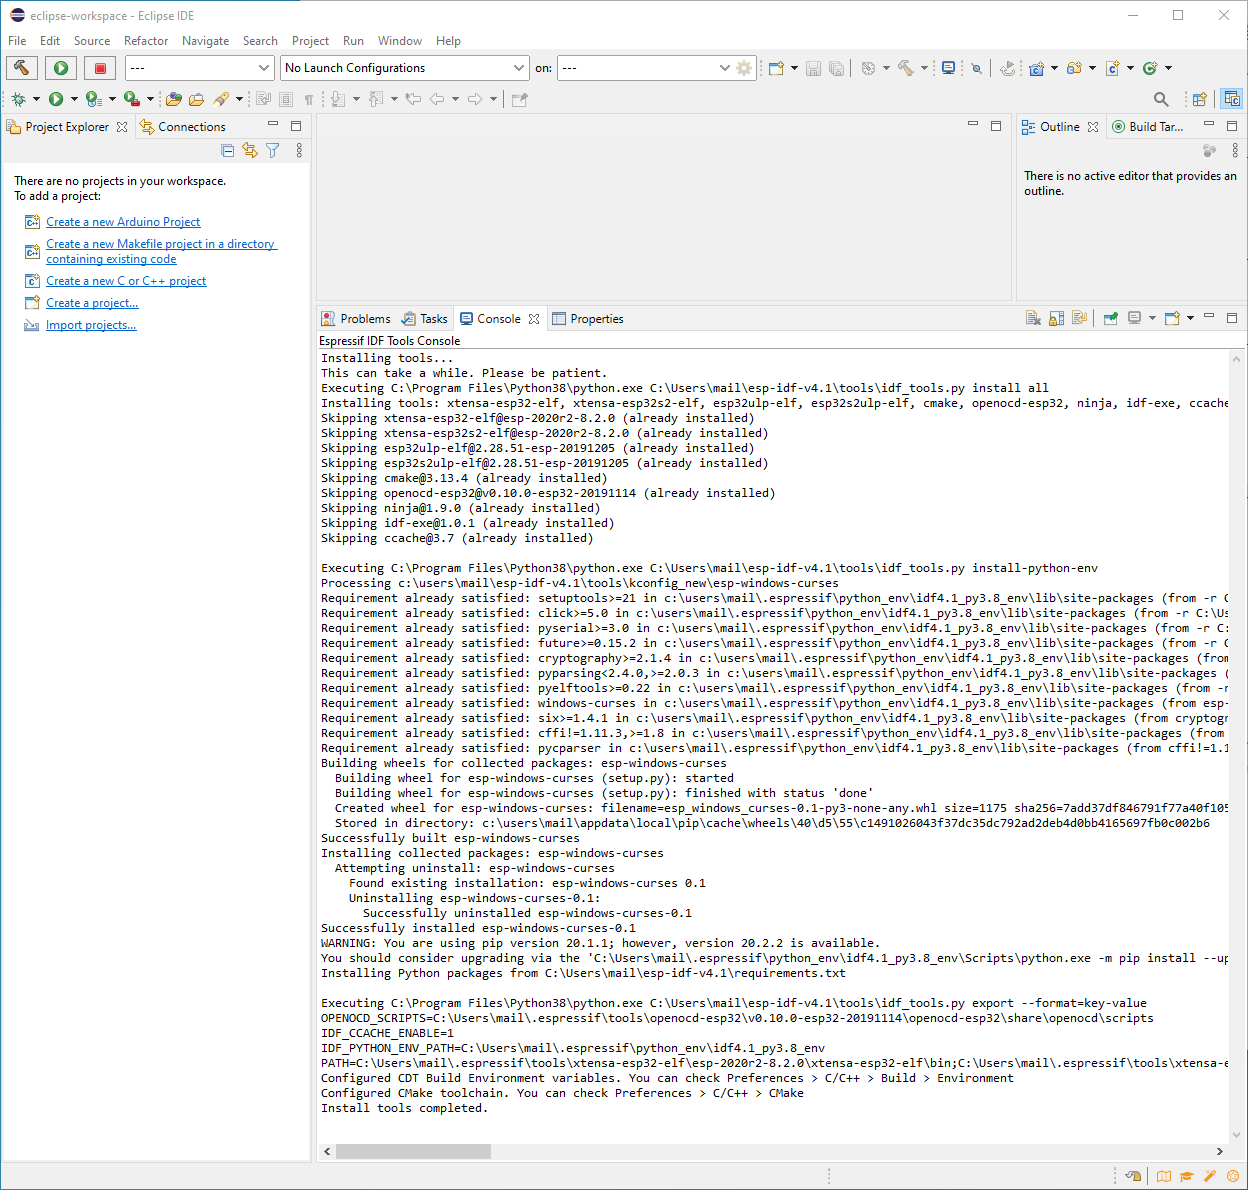 eclipse-workspace - Eclipse IDE
File Edit Source Refactor Navigate Search Project Run Window Help
--- No Launch Configurations on: ---
Project Explorer Connections
There are no projects in your workspace.
To add a project:
Create a new Arduino Project
Create a new Makefile project in a directory
containing existing code
Create a new C or C++ project
Create a project...
Import projects...
Outline Build Tar...
There is no active editor that provides an
outline.
Problems Tasks Console Properties
Espressif IDF Tools Console
Installing tools...
This can take a while. Please be patient.
Executing C:\Program Files\Python38\python.exe C:\Users\mail\esp-idf-v4.1\tools\idf_tools.py install all
Installing tools: xtensa-esp32-elf, xtensa-esp32s2-elf, esp32ulp-elf, esp32s2ulp-elf, cmake, openocd-esp32, ninja, idf-exe, ccache
Skipping xtensa-esp32-elf@esp-2020r2-8.2.0 (already installed)
Skipping xtensa-esp32s2-elf@esp-2020r2-8.2.0 (already installed)
Skipping esp32ulp-elf@2.28.51-esp-20191205 (already installed)
Skipping esp32s2ulp-elf@2.28.51-esp-20191205 (already installed)
Skipping cmake@3.13.4 (already installed)
Skipping openocd-esp32@v0.10.0-esp32-20191114 (already installed)
Skipping ninja@1.9.0 (already installed)
Skipping idf-exe@1.0.1 (already installed)
Skipping ccache@3.7 (already installed)
Executing C:\Program Files\Python38\python.exe C:\Users\mail\esp-idf-v4.1\tools\idf_tools.py install-python-env
Processing c:\users\mail\esp-idf-v4.1\tools\kconfig_new\esp-windows-curses
Requirement already satisfied: setuptools>=21 in c:\users\mail\.espressif\python_env\idf4.1_py3.8_env\lib\site-packages (from -r C
Requirement already satisfied: click>=5.0 in c:\users\mail\.espressif\python_env\idf4.1_py3.8_env\lib\site-packages (from -r C:\Us
Requirement already satisfied: pyserial>=3.0 in c:\users\mail\.espressif\python_env\idf4.1_py3.8_env\lib\site-packages (from -r C:
Requirement already satisfied: future>=0.15.2 in c:\users\mail\.espressif\python_env\idf4.1_py3.8_env\lib\site-packages (from -r
Requirement already satisfied: cryptography>=2.1.4 in c:\users\mail\.espressif\python_env\idf4.1_py3.8_env\lib\site-packages (from
Requirement already satisfied: pyparsing<2.4.0,>=2.0.3 in c:\users\mail\.espressif\python_env\idf4.1_py3.8_env\lib\site-packages (
Requirement already satisfied: pyelftools>=0.22 in c:\users\mail\.espressif\python_env\idf4.1_py3.8_env\lib\site-packages (from -r
Requirement already satisfied: windows-curses in c:\users\mail\.espressif\python_env\idf4.1_py3.8_env\lib\site-packages (from esp-
Requirement already satisfied: six>=1.4.1 in c:\users\mail\.espressif\python_env\idf4.1_py3.8_env\lib\site-packages (from cryptogr
Requirement already satisfied: cffi!=1.11.3,>=1.8 in c:\users\mail\.espressif\python_env\idf4.1_py3.8_env\lib\site-packages (from
Requirement already satisfied: pycparser in c:\users\mail\.espressif\python_env\idf4.1_py3.8_env\lib\site-packages (from cffi!=1.1
Building wheels for collected packages: esp-windows-curses
Building wheel for esp-windows-curses (setup.py): started
Building wheel for esp-windows-curses (setup.py): finished with status 'done'
Created wheel for esp-windows-curses: filename=esp_windows_curses-0.1-py3-none-any.whl size=1175 sha256=7add37df846791f77a40f105
Stored in directory: c:\users\mail\appdata\local\pip\cache\wheels\40\d5\55\c1491026043f37dc35dc792ad2deb4d0bb4165697fb0c002b6
Successfully built esp-windows-curses
Installing collected packages: esp-windows-curses
Attempting uninstall: esp-windows-curses
Found existing installation: esp-windows-curses 0.1
Uninstalling esp-windows-curses-0.1:
Successfully uninstalled esp-windows-curses-0.1
Successfully installed esp-windows-curses-0.1
WARNING: You are using pip version 20.1.1; however, version 20.2.2 is available.
You should consider upgrading via the 'C:\Users\mail\.espressif\python_env\idf4.1_py3.8_env\Scripts\python.exe -m pip install --up
Installing Python packages from C:\Users\mail\esp-idf-v4.1\requirements.txt
Executing C:\Program Files\Python38\python.exe C:\Users\mail\esp-idf-v4.1\tools\idf_tools.py export --format=key-value
OPENOCD_SCRIPTS=C:\Users\mail\.espressif\tools\openocd-esp32\v0.10.0-esp32-20191114\openocd-esp32\share\openocd\scripts
IDF_CCACHE_ENABLE=1
IDF_PYTHON_ENV_PATH=C:\Users\mail\.espressif\python_env\idf4.1_py3.8_env
PATH=C:\Users\mail\.espressif\tools\xtensa-esp32-elf\esp-2020r2-8.2.0\xtensa-esp32-elf\bin;C:\Users\mail\.espressif\tools\xtensa-e
Configured CDT Build Environment variables. You can check Preferences > C/C++ > Build > Environment
Configured CMake toolchain. You can check Preferences > C/C++ > CMake
Install tools completed.